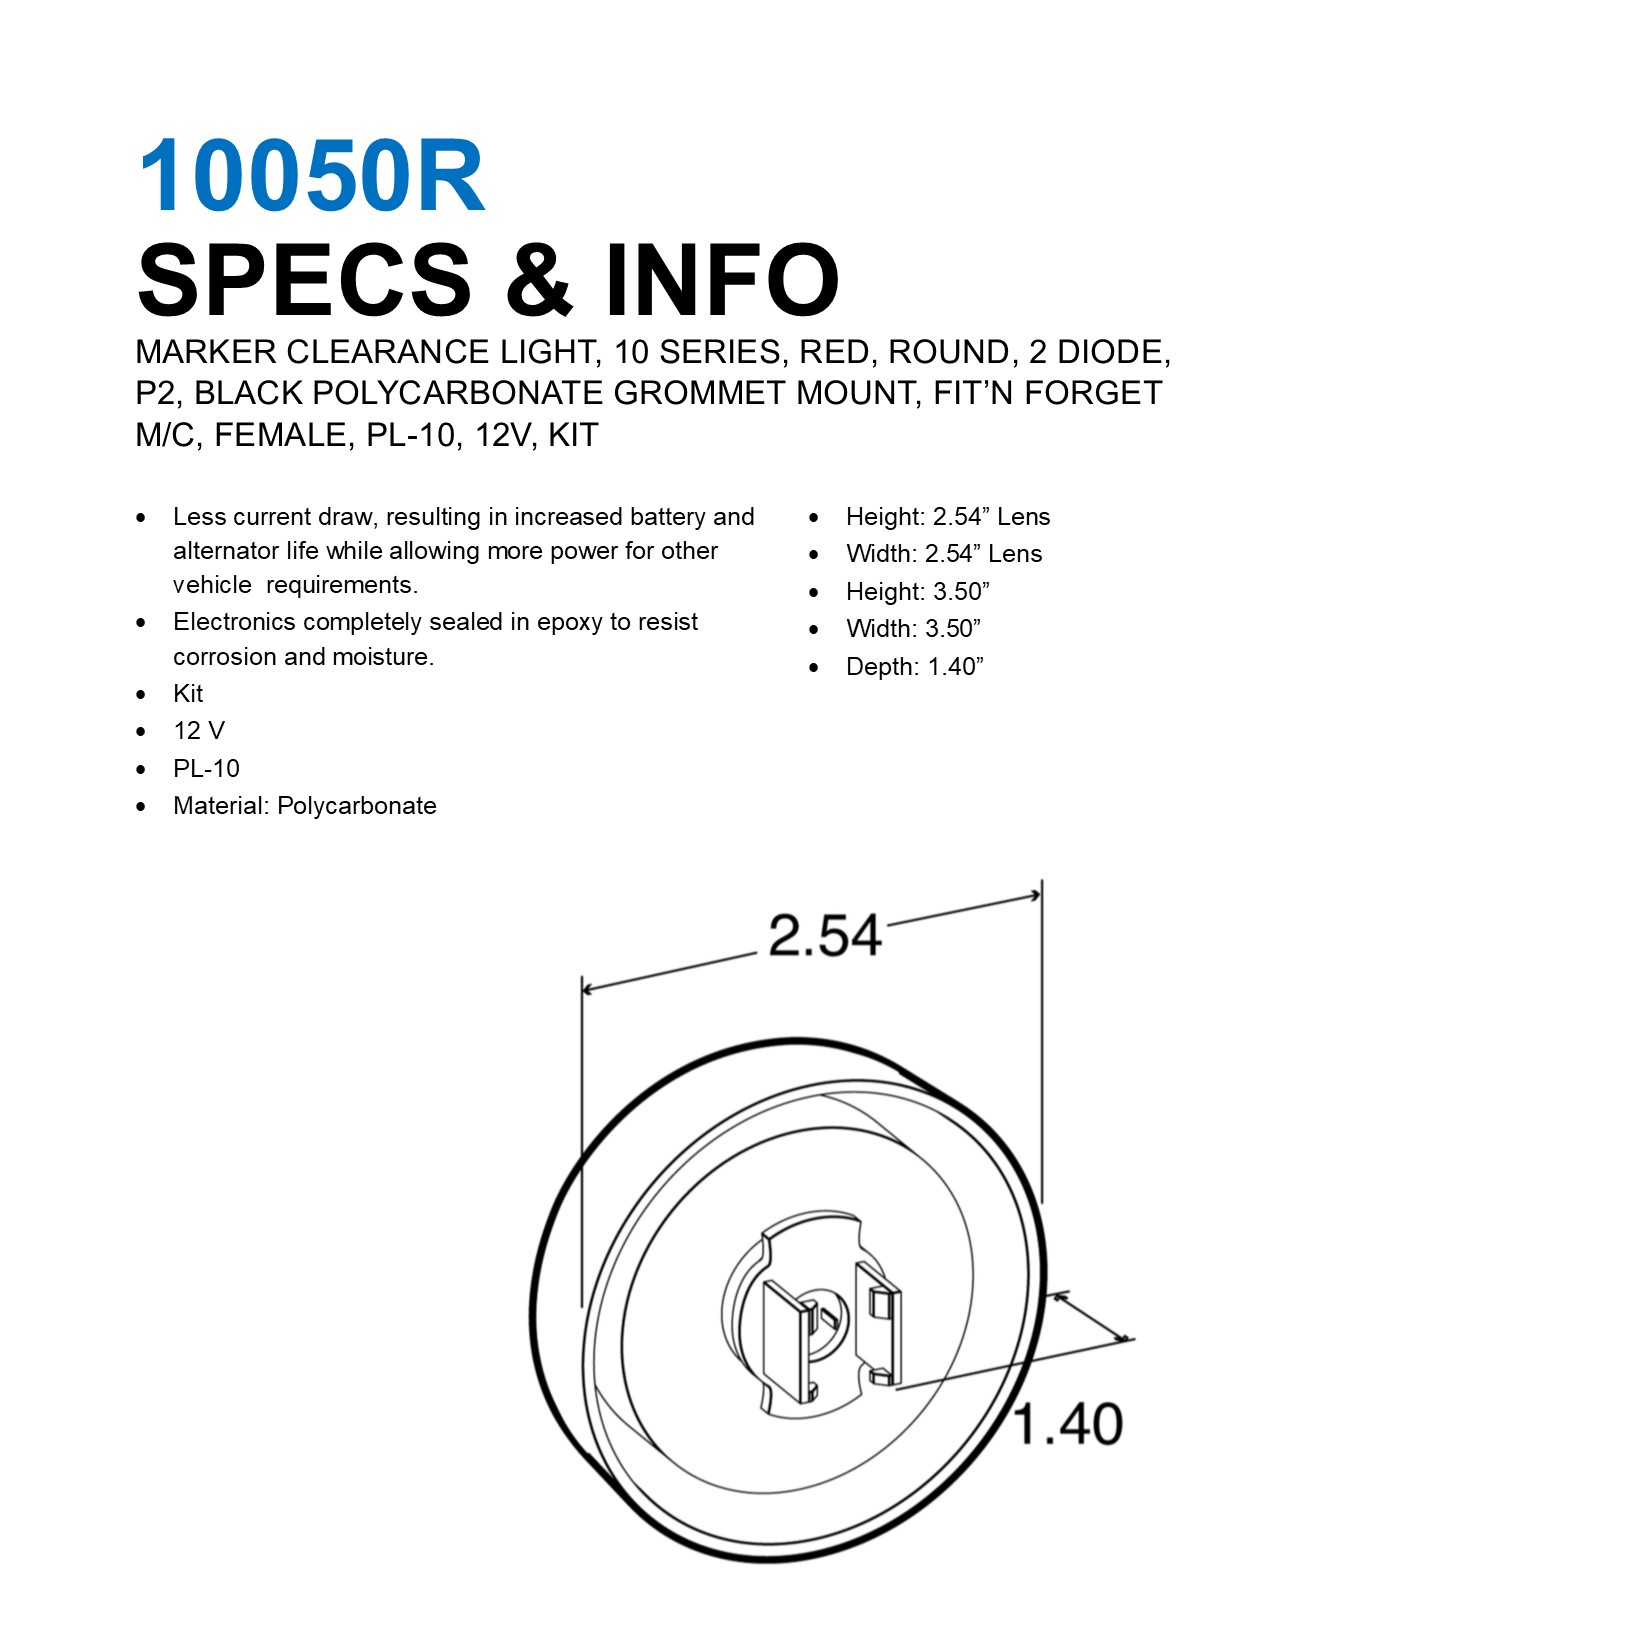 10050R
SPECS & INFO
MARKER CLEARANCE LIGHT, 10 SERIES, RED, ROUND, 2 DIODE,
P2, BLACK POLYCARBONATE GROMMET MOUNT, FIT’N FORGET
M/C, FEMALE, PL-10, 12V, KIT
• Less current draw, resulting in increased battery and
alternator life while allowing more power for other
vehicle requirements.
• Electronics completely sealed in epoxy to resist
corrosion and moisture.
• Kit
• 12 V
• PL-10
• Material: Polycarbonate
• Height: 2.54” Lens
• Width: 2.54” Lens
• Height: 3.50”
• Width: 3.50”
• Depth: 1.40”
2.54
1.40